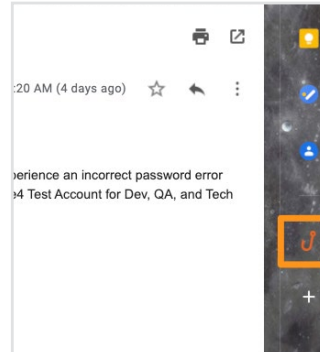 :20 AM (4 days ago)
perience an incorrect password error
e4 Test Account for Dev, QA, and Tech